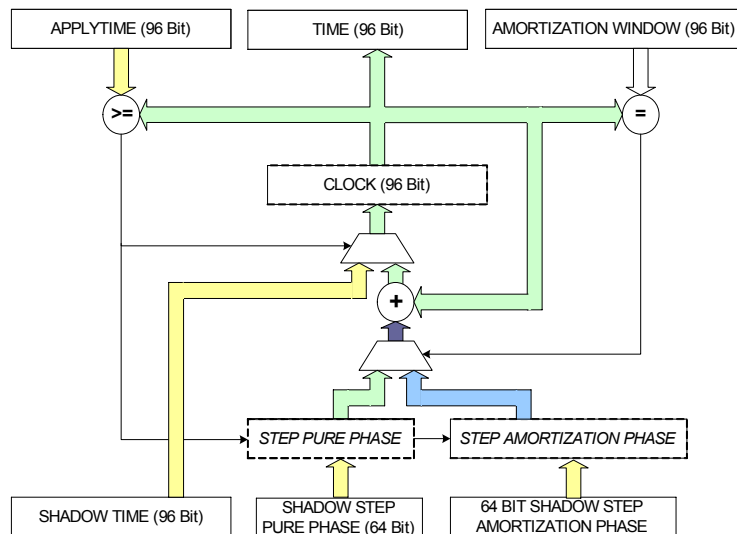 APPLYTIME (96 Bit)
TIME (96 Bit)
AMORTIZATION WINDOW (96 Bit)
>=
=
CLOCK (96 Bit)
+
STEP PURE PHASE
STEP AMORTIZATION PHASE
SHADOW TIME (96 Bit)
SHADOW STEP
PURE PHASE (64 Bit)
64 BIT SHADOW STEP
AMORTIZATION PHASE